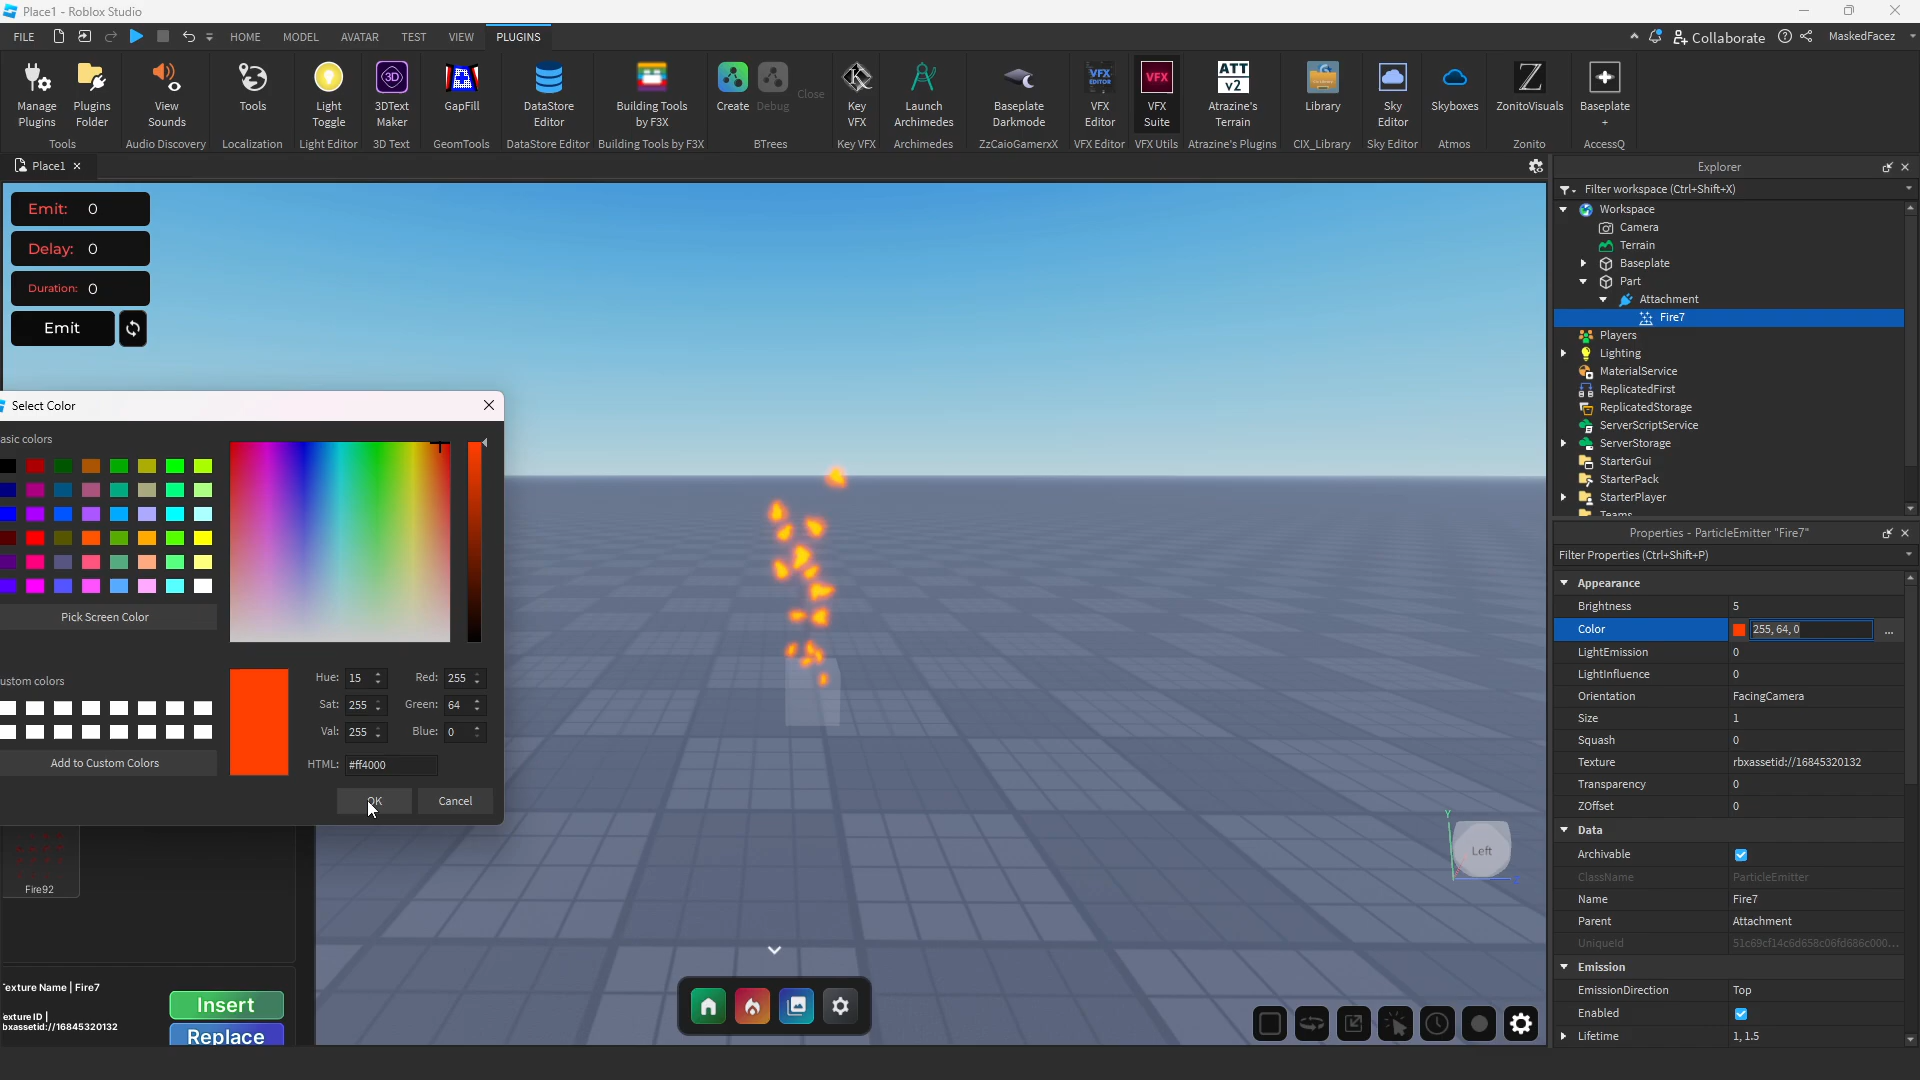 Place1 - Roblox Studio
FILE HOME MODEL AVATAR TEST VIEW PLUGINS
Collaborate MaskedFacez
Manage Plugins
Plugins Folder
Tools
View Sounds
Audio Discovery
Tools
Localization
Light Toggle
Light Editor
3D
3DText Maker
3D Text
GapFill
GeomTools
DataStore Editor
DataStore Editor
Building Tools by F3X
Building Tools by F3X
Create Debug Close
BTrees
Key VFX
Key VFX
Launch Archimedes
Archimedes
Baseplate Darkmode
ZzCaioGamerxX
VFX EDITOR
VFX Editor
VFX Editor
VFX
VFX Suite
VFX Utils
ATT v2
Atrazine's Terrain
Atrazine's Plugins
Library
CIX_Library
Sky Editor
Sky Editor
Skyboxes
Atmos
ZonitoVisuals
Zonito
Baseplate +
AccessQ
Place1
Emit: 0
Delay: 0
Duration: 0
Emit
Select Color
asic colors
Pick Screen Color
ustom colors
Add to Custom Colors
Hue: 15 Red: 255
Sat: 255 Green: 64
Val: 255 Blue: 0
HTML: #ff4000
OK Cancel
Fire92
Texture Name | Fire7
exture ID |
bxassetid://16845320132
Insert
Replace
Y
Left
Explorer
Filter workspace (Ctrl+Shift+X)
Workspace
Camera
Terrain
Baseplate
Part
Attachment
Fire7
Players
Lighting
MaterialService
ReplicatedFirst
ReplicatedStorage
ServerScriptService
ServerStorage
StarterGui
StarterPack
StarterPlayer
Teams
Properties - ParticleEmitter "Fire7"
Filter Properties (Ctrl+Shift+P)
Appearance
Brightness 5
Color 255, 64, 0 ...
LightEmission 0
LightInfluence 0
Orientation FacingCamera
Size 1
Squash 0
Texture rbxassetid://16845320132
Transparency 0
ZOffset 0
Data
Archivable
ClassName ParticleEmitter
Name Fire7
Parent Attachment
UniqueId 51c69cf14c6d658c06fd686c000...
Emission
EmissionDirection Top
Enabled
Lifetime 1, 1.5